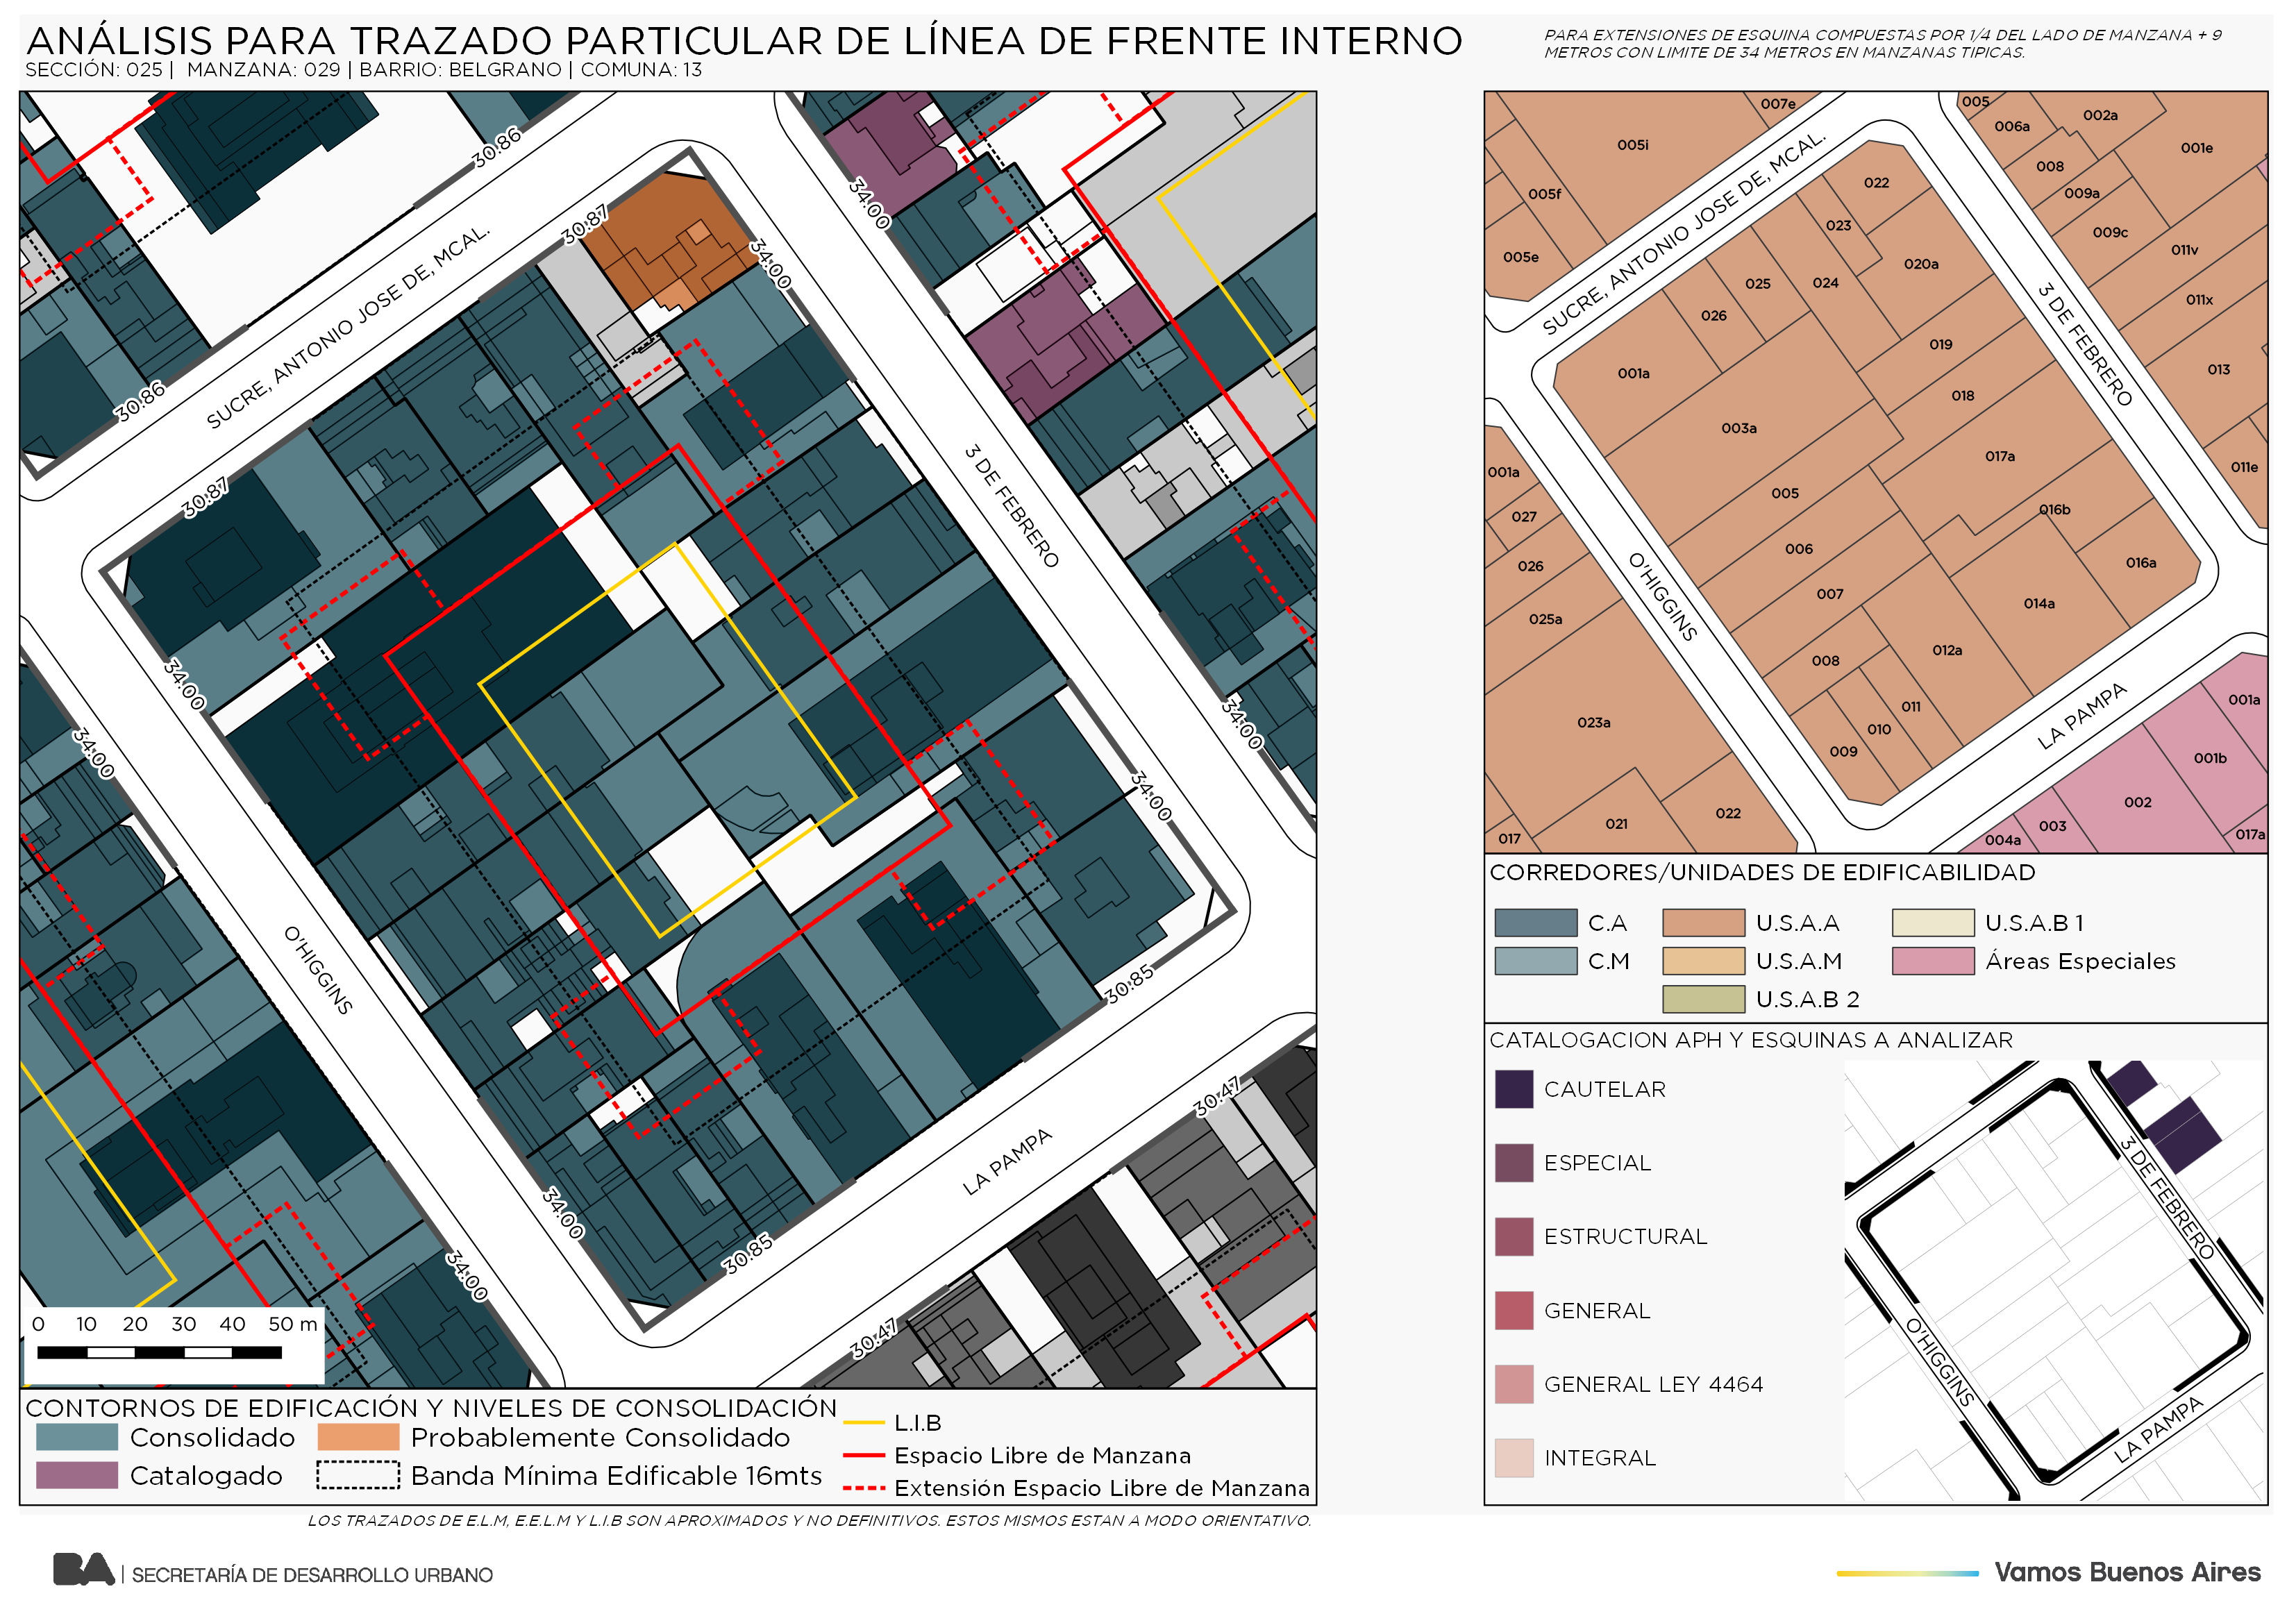 ANÁLISIS PARA TRAZADO PARTICULAR DE LÍNEA DE FRENTE INTERNO
SECCIÓN: 025 | MANZANA: 029 | BARRIO: BELGRANO | COMUNA: 13
PARA EXTENSIONES DE ESQUINA COMPUESTAS POR 1/4 DEL LADO DE MANZANA + 9
METROS CON LIMITE DE 34 METROS EN MANZANAS TIPICAS.
30.86
30.86
SUCRE, ANTONIO JOSE DE, MCAL.
30.87
30.87
34.00
34.00
3 DE FEBRERO
34.00
34.00
34.00
34.00
O'HIGGINS
34.00
34.00
30.85
30.85
LA PAMPA
30.47
30.47
0 10 20 30 40 50 m
CONTORNOS DE EDIFICACIÓN Y NIVELES DE CONSOLIDACIÓN
Consolidado
Probablemente Consolidado
Catalogado
Banda Mínima Edificable 16mts
L.I.B
Espacio Libre de Manzana
Extensión Espacio Libre de Manzana
LOS TRAZADOS DE E.L.M, E.E.L.M Y L.I.B SON APROXIMADOS Y NO DEFINITIVOS. ESTOS MISMOS ESTAN A MODO ORIENTATIVO.
007e
005i
005f
005e
SUCRE, ANTONIO JOSE DE, MCAL.
005
006a
002a
001e
008
009a
009c
011v
011x
013
011e
3 DE FEBRERO
022
023
020a
025
024
026
019
001a
018
003a
017a
005
016b
006
016a
007
014a
008
012a
011
010
009
O'HIGGINS
LA PAMPA
001a
027
026
025a
023a
022
021
017
001a
001b
002
003
004a
017a
CORREDORES/UNIDADES DE EDIFICABILIDAD
C.A
U.S.A.A
U.S.A.B 1
C.M
U.S.A.M
Áreas Especiales
U.S.A.B 2
CATALOGACION APH Y ESQUINAS A ANALIZAR
CAUTELAR
ESPECIAL
ESTRUCTURAL
GENERAL
GENERAL LEY 4464
INTEGRAL
3 DE FEBRERO
O'HIGGINS
LA PAMPA
BA | SECRETARÍA DE DESARROLLO URBANO
Vamos Buenos Aires